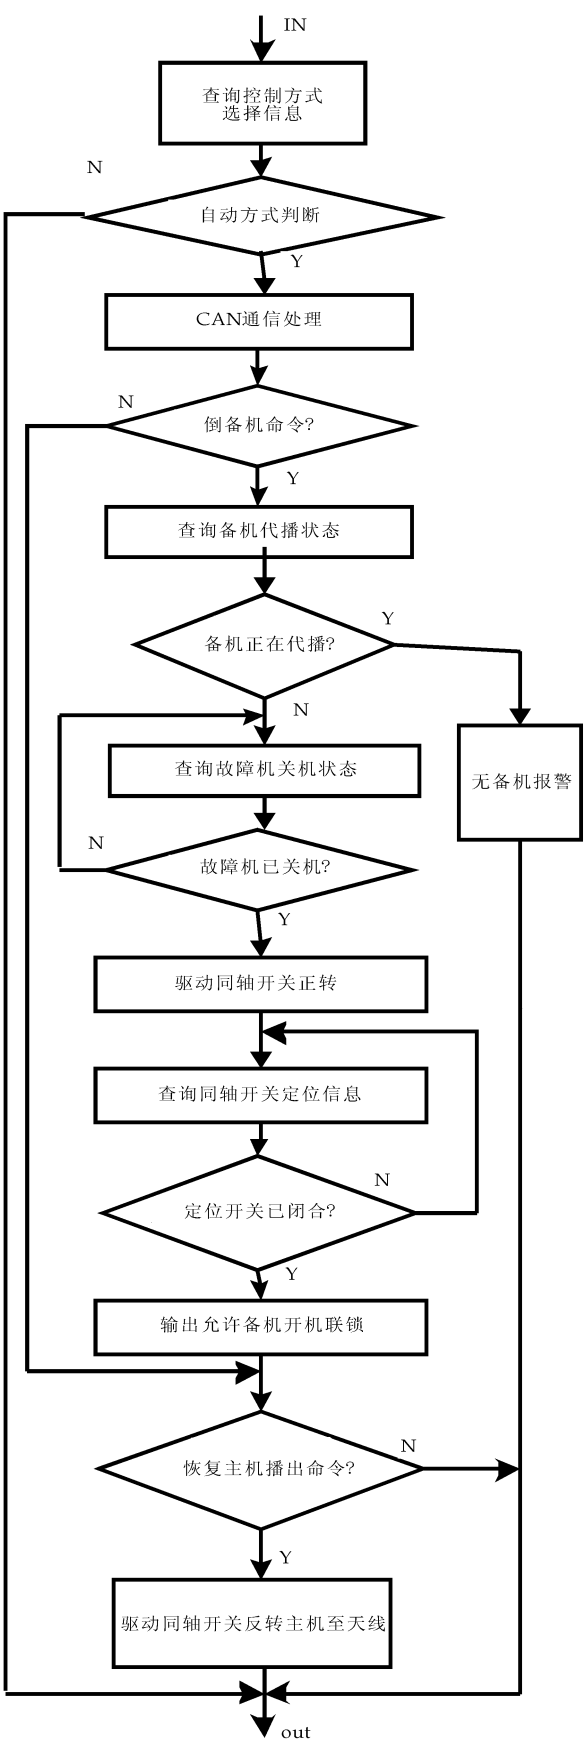 IN
查询控制方式
选择信息
N
自动方式判断
Y
CAN通信处理
N
倒备机命令?
Y
查询备机代播状态
Y
备机正在代播?
N
查询故障机关机状态
无备机报警
N
故障机已关机?
Y
驱动同轴开关正转
查询同轴开关定位信息
N
定位开关已闭合?
Y
输出允许备机开机联锁
N
恢复主机播出命令?
Y
驱动同轴开关反转主机至天线
out